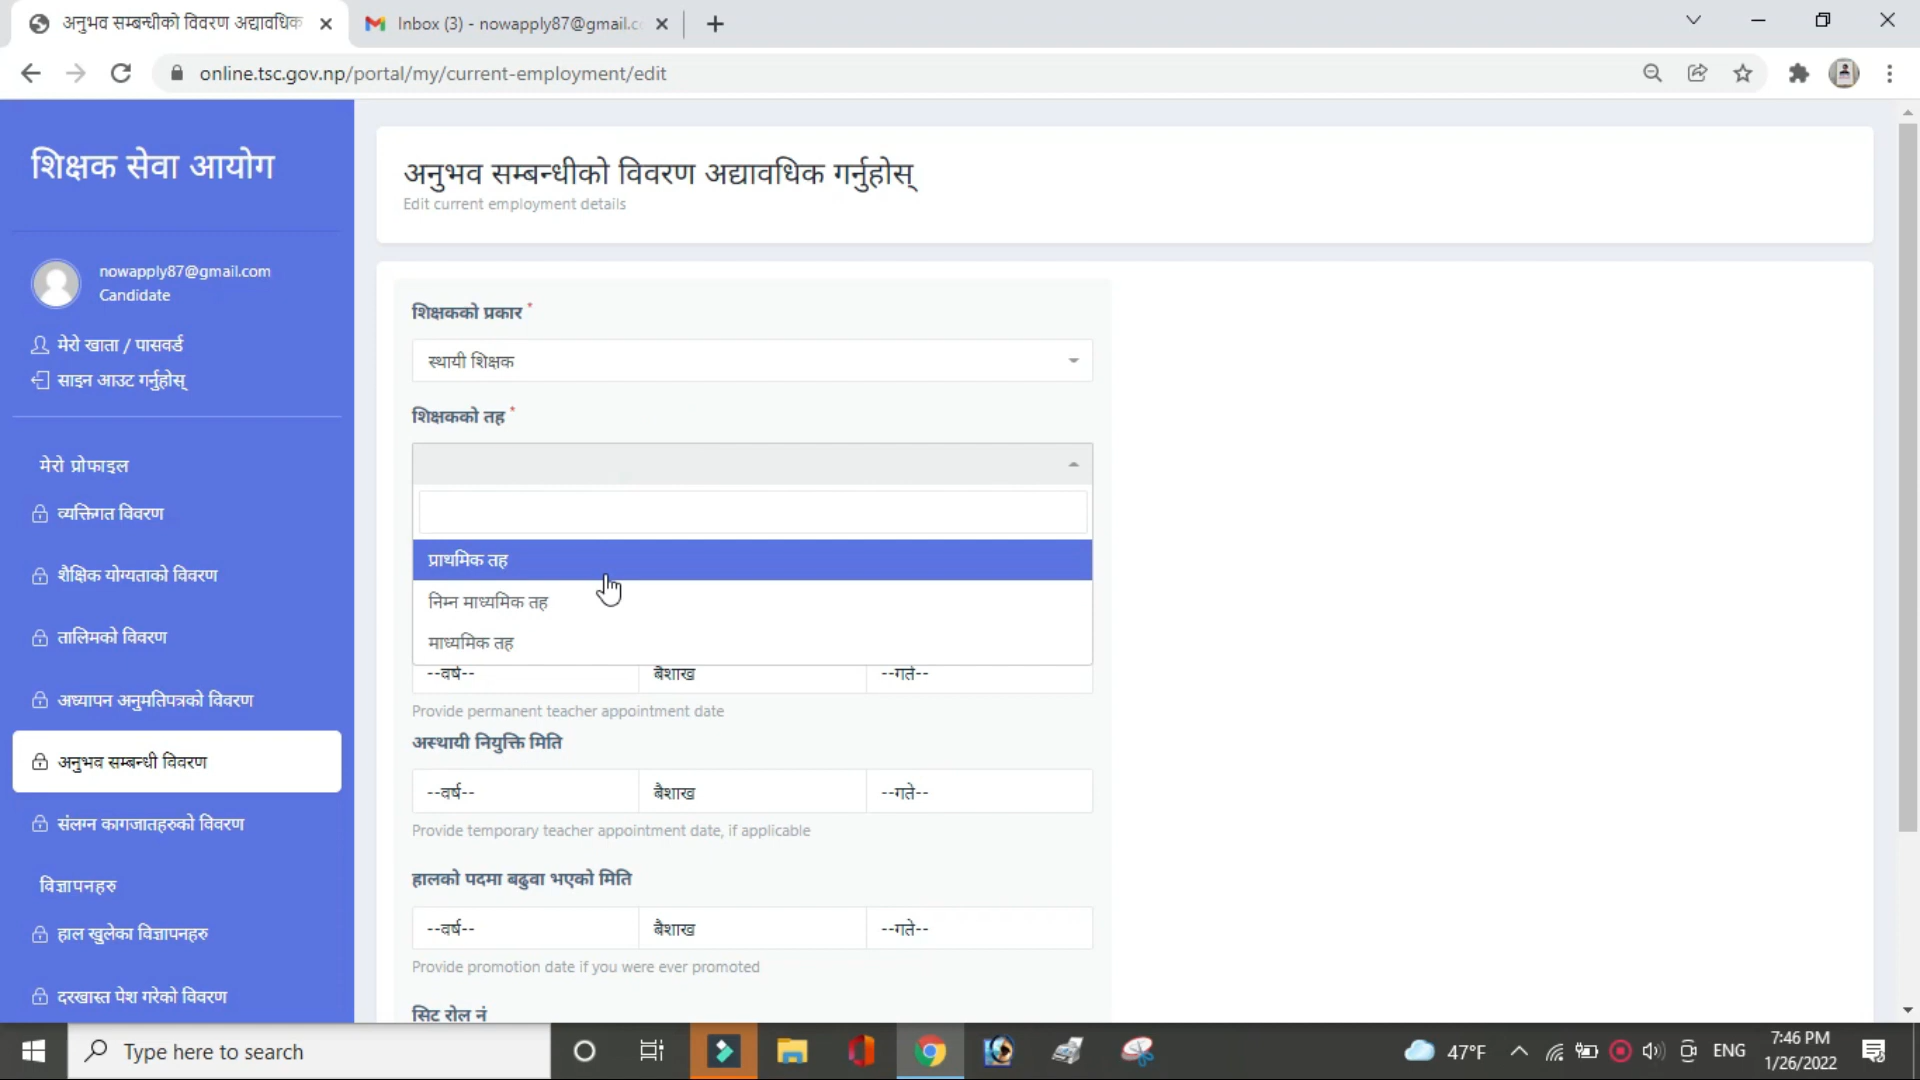 अनुभव सम्बन्धीको विवरण अद्यावधिक
Inbox (3) - nowapply87@gmail.c
online.tsc.gov.np/portal/my/current-employment/edit
शिक्षक सेवा आयोग
nowapply87@gmail.com
Candidate
मेरो खाता / पासवर्ड
साइन आउट गर्नुहोस्
मेरो प्रोफाइल
व्यक्तिगत विवरण
शैक्षिक योग्यताको विवरण
तालिमको विवरण
अध्यापन अनुमतिपत्रको विवरण
अनुभव सम्बन्धी विवरण
संलग्न कागजातहरुको विवरण
विज्ञापनहरु
हाल खुलेका विज्ञापनहरु
दरखास्त पेश गरेको विवरण
अनुभव सम्बन्धीको विवरण अद्यावधिक गर्नुहोस्
Edit current employment details
शिक्षकको प्रकार *
स्थायी शिक्षक
शिक्षकको तह *
प्राथमिक तह
निम्न माध्यमिक तह
माध्यमिक तह
--वर्ष-- बैशाख --गते--
Provide permanent teacher appointment date
अस्थायी नियुक्ति मिति
--वर्ष-- बैशाख --गते--
Provide temporary teacher appointment date, if applicable
हालको पदमा बढुवा भएको मिति
--वर्ष-- बैशाख --गते--
Provide promotion date if you were ever promoted
सिट रोल नं
Type here to search
47°F
ENG
7:46 PM
1/26/2022